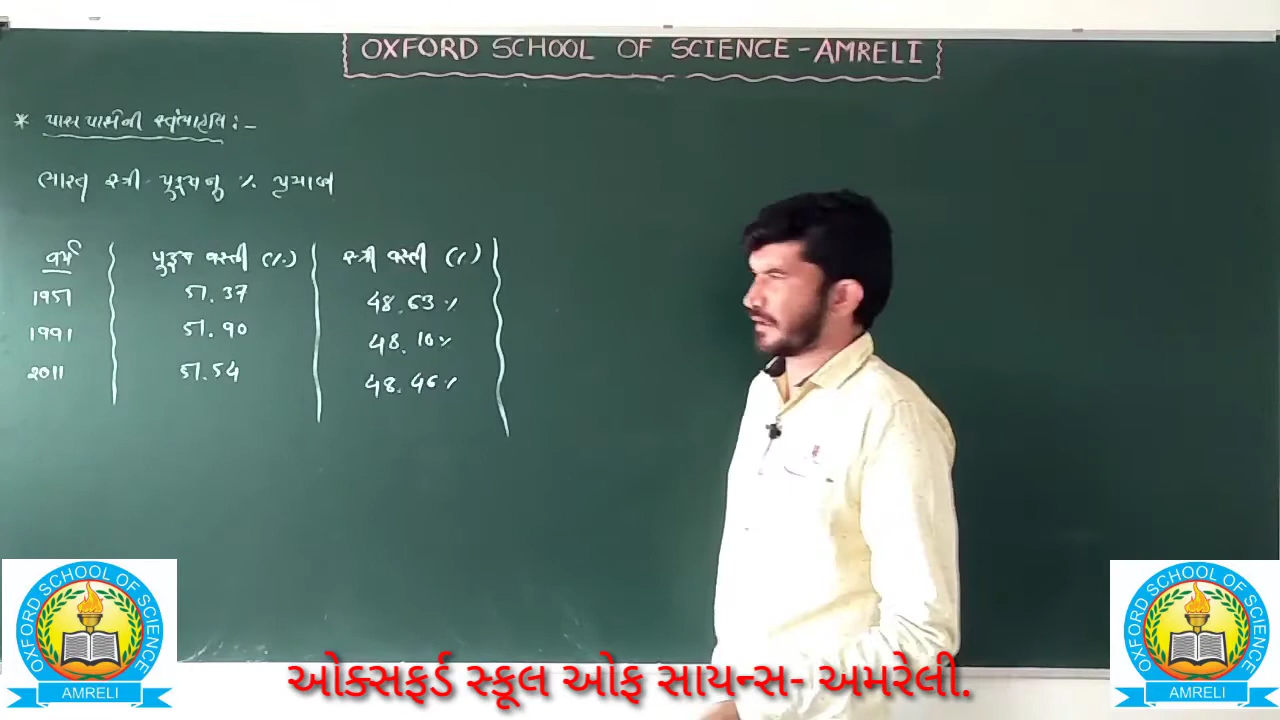 OXFORD SCHOOL OF SCIENCE - AMRELI
ભારત સ્ત્રી - પુરૂષનુ % પ્રમાણ
વર્ષ પુરૂષ વસ્તી (%) સ્ત્રી વસ્તી (%)
1951 51.37 48.63 %
1991 51.90 48.10 %
2011 51.54 48.46 %
OXFORD SCHOOL OF SCIENCE
AMRELI
OXFORD SCHOOL OF SCIENCE
AMRELI
ઓક્સફર્ડ સ્કૂલ ઓફ સાયન્સ- અમરેલી.